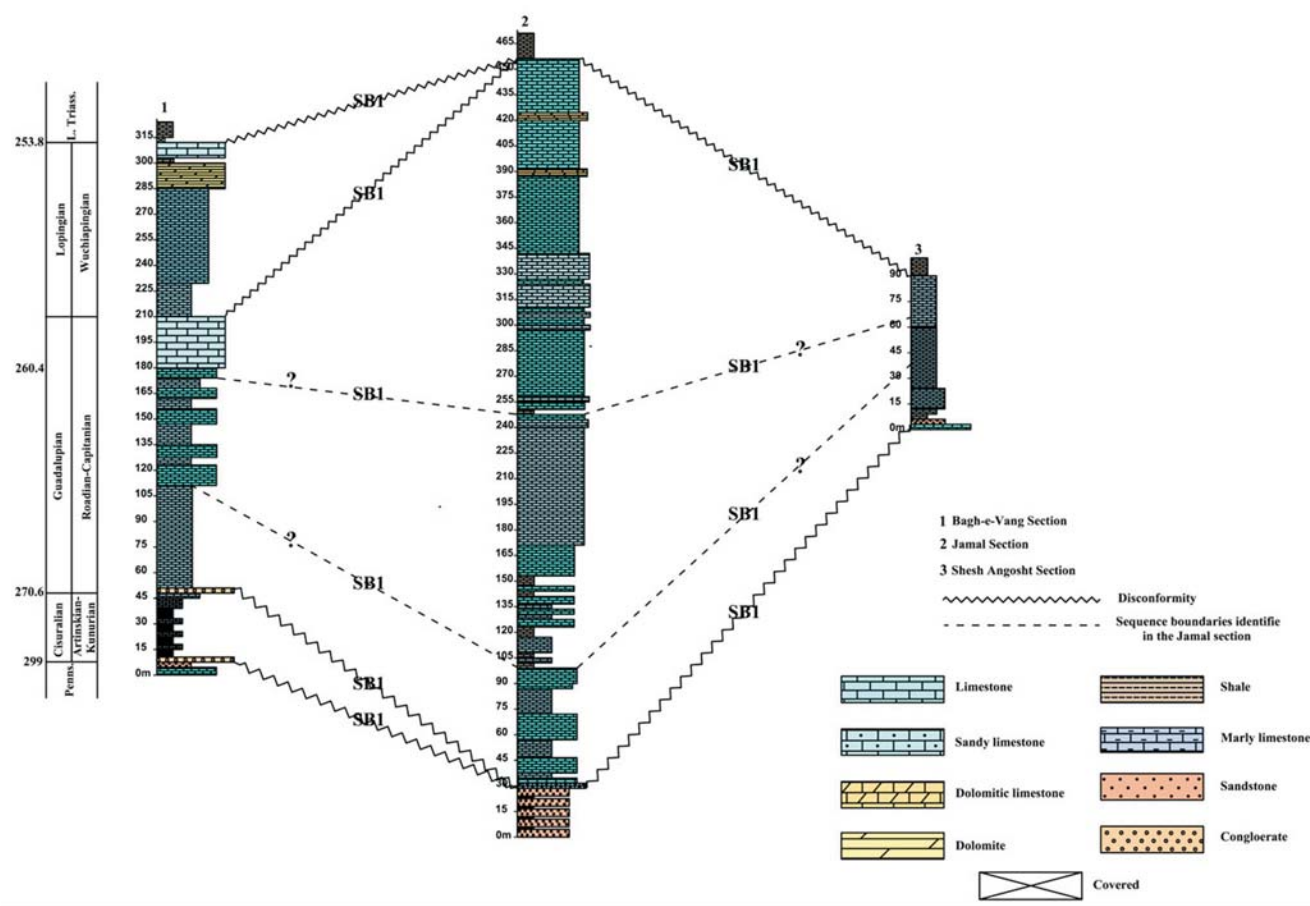 L. Triass.
Lopingian
Wuchiapingian
Guadalupian
Roadian-Capitanian
Cisuralian
Artinskian-
Kunurian
Penns.
253.8
260.4
270.6
299
1
315
300
285
270
255
240
225
210
195
180
165
150
135
120
105
90
75
60
45
30
15
0m
SB1
SB1
?
SB1
?
SB1
SB1
SB1
2
465
450
435
420
405
390
375
360
345
330
315
300
285
270
255
240
225
210
195
180
165
150
135
120
105
90
75
60
45
30
15
0m
SB1
SB1
?
?
SB1
SB1
3
90
75
60
45
30
15
0m
1 Bagh-e-Vang Section
2 Jamal Section
3 Shesh Angosht Section
Disconformity
Sequence boundaries identifie
in the Jamal section
Limestone
Shale
Sandy limestone
Marly limestone
Dolomitic limestone
Sandstone
Dolomite
Congloerate
Covered